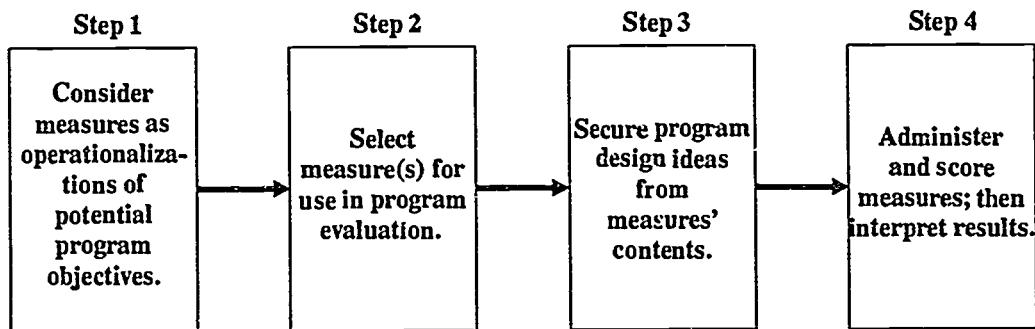 Step 1
Consider
measures as
operationaliza-
tions of
potential
program
objectives.
Step 2
Select
measure(s) for
use in program
evaluation.
Step 3
Secure program
design ideas
from
measures'
contents.
Step 4
Administer
and score
measures; then
interpret results.